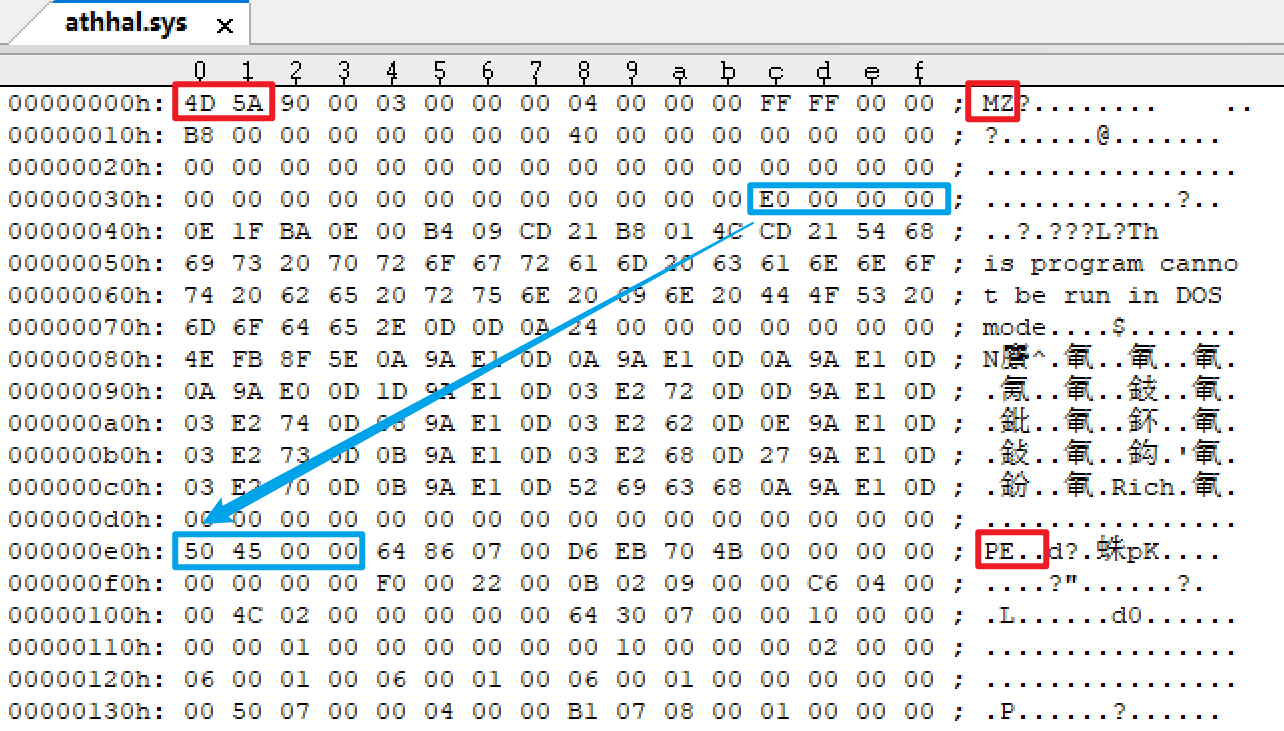 athhal.sys x
0 1 2 3 4 5 6 7 8 9 a b c d e f
00000000h: 4D 5A 90 00 03 00 00 00 04 00 00 00 FF FF 00 00 ; MZ?........ ..
00000010h: B8 00 00 00 00 00 00 00 40 00 00 00 00 00 00 00 ; ?......@.......
00000020h: 00 00 00 00 00 00 00 00 00 00 00 00 00 00 00 00 ; ................
00000030h: 00 00 00 00 00 00 00 00 00 00 00 00 E0 00 00 00 ; ............?..
00000040h: 0E 1F BA 0E 00 B4 09 CD 21 B8 01 4C CD 21 54 68 ; ..?.???L?Th
00000050h: 69 73 20 70 72 6F 67 72 61 6D 20 63 61 6E 6E 6F ; is program canno
00000060h: 74 20 62 65 20 72 75 6E 20 69 6E 20 44 4F 53 20 ; t be run in DOS
00000070h: 6D 6F 64 65 2E 0D 0D 0A 24 00 00 00 00 00 00 00 ; mode....$.......
00000080h: 4E FB 8F 5E 0A 9A E1 0D 0A 9A E1 0D 0A 9A E1 0D ; N麙^.氰..氰..氰.
00000090h: 0A 9A E0 0D 1D 9A E1 0D 03 E2 72 0D 0D 9A E1 0D ; .氞..氰..鈘..氰.
000000a0h: 03 E2 74 0D 08 9A E1 0D 03 E2 62 0D 0E 9A E1 0D ; .鈚..氰..鈈..氰.
000000b0h: 03 E2 73 0D 0B 9A E1 0D 03 E2 68 0D 27 9A E1 0D ; .鈙..氰..鈎.'氰.
000000c0h: 03 E2 70 0D 0B 9A E1 0D 52 69 63 68 0A 9A E1 0D ; .鈖..氰.Rich.氰.
000000d0h: 00 00 00 00 00 00 00 00 00 00 00 00 00 00 00 00 ; ................
000000e0h: 50 45 00 00 64 86 07 00 D6 EB 70 4B 00 00 00 00 ; PE..d?.蛛pK....
000000f0h: 00 00 00 00 F0 00 22 00 0B 02 09 00 00 C6 04 00 ; ....?"......?.
00000100h: 00 4C 02 00 00 00 00 00 64 30 07 00 00 10 00 00 ; .L......d0......
00000110h: 00 00 01 00 00 00 00 00 00 10 00 00 00 02 00 00 ; ................
00000120h: 06 00 01 00 06 00 01 00 06 00 01 00 00 00 00 00 ; ................
00000130h: 00 50 07 00 00 04 00 00 B1 07 08 00 01 00 00 00 ; .P......?......